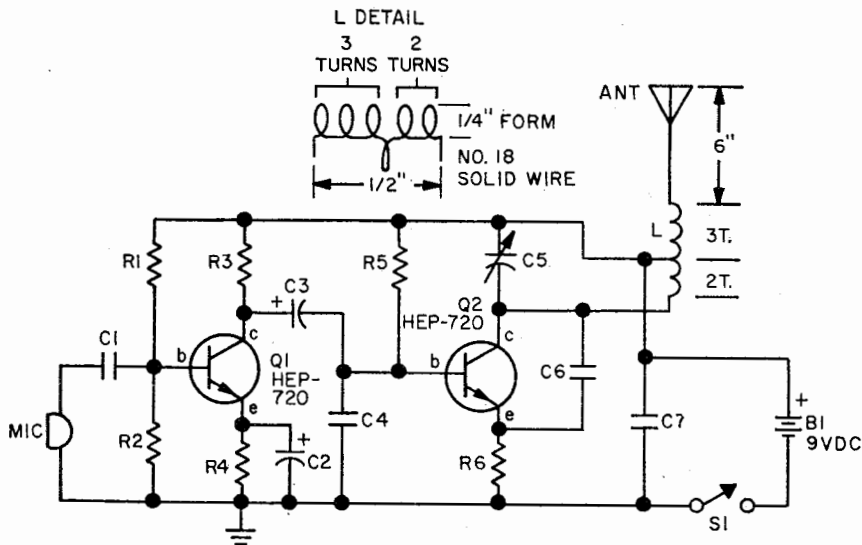 L DETAIL
3 TURNS
2 TURNS
1/4" FORM
NO. 18
SOLID WIRE
1/2"
ANT
6"
L
3T.
2T.
R1
R3
C3
+
R5
C5
Q2
HEP-720
c
b
e
C1
b
c
e
Q1
HEP-
720
C6
MIC
R2
R4
+
C2
C4
R6
C7
+
B1
9VDC
S1